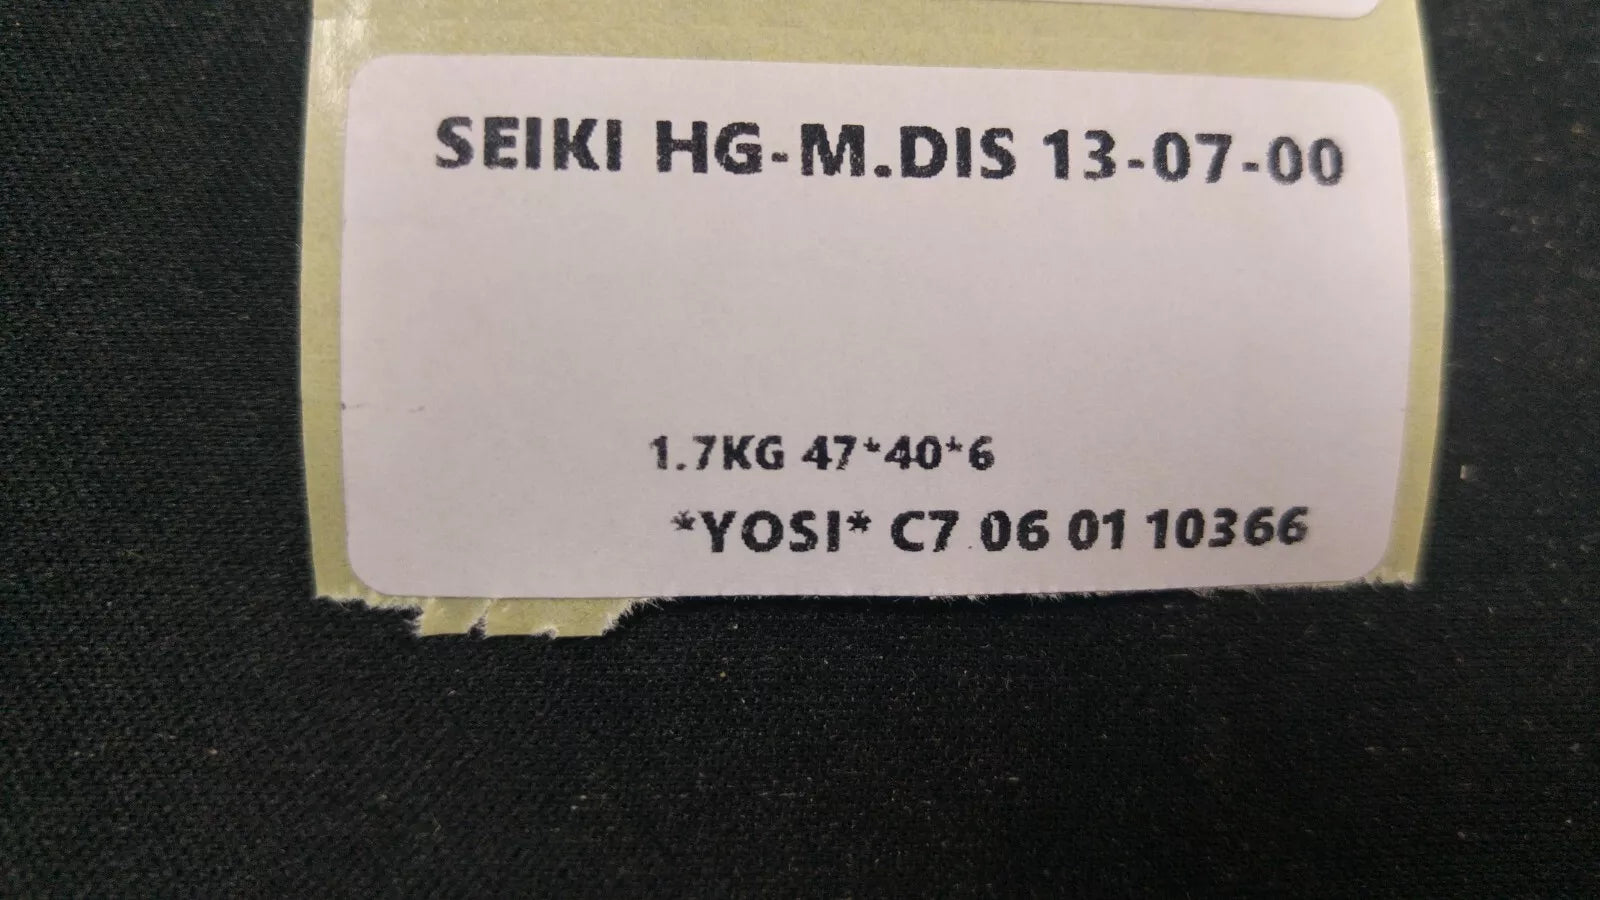 SEIKI HG-M.DIS 13-07-00
1.7KG 47*40*6
*YOSI* C7 06 01 10366